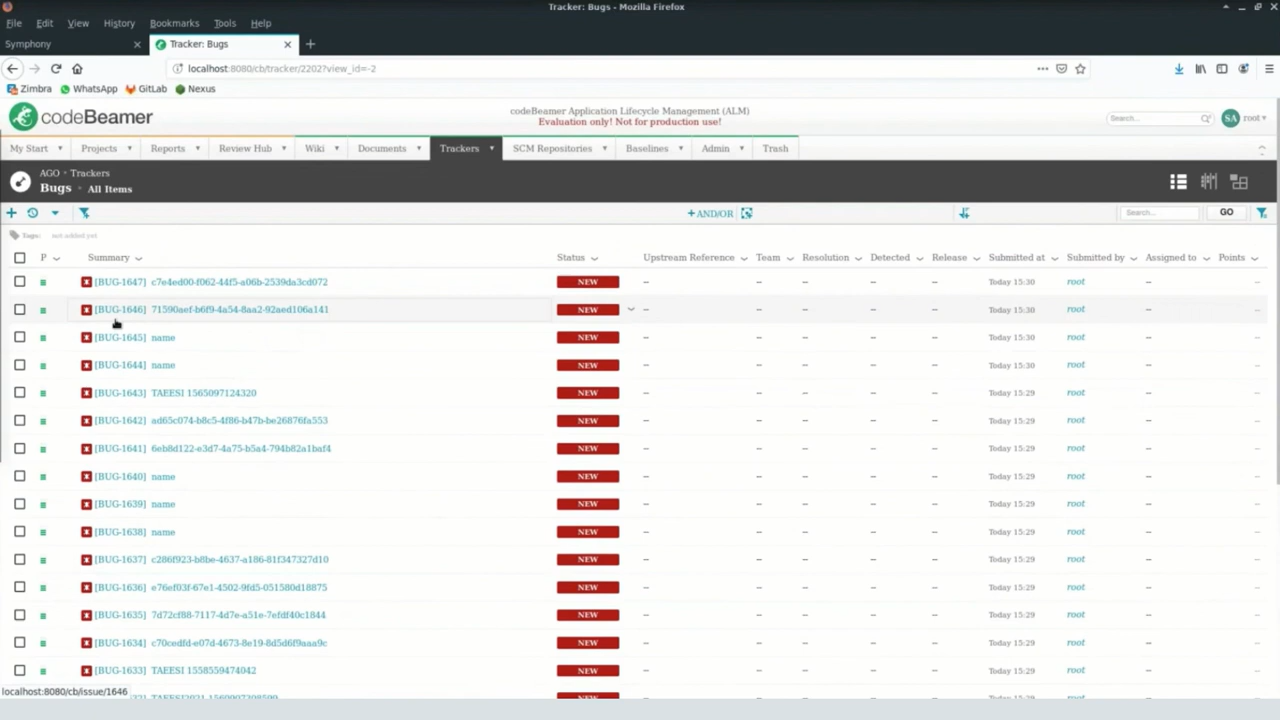 Tracker: Bugs - Mozilla Firefox
File Edit View History Bookmarks Tools Help
Symphony × Tracker: Bugs × +
localhost:8080/cb/tracker/2202?view_id=-2
Zimbra WhatsApp GitLab Nexus
codeBeamer
codeBeamer Application Lifecycle Management (ALM)
Evaluation only! Not for production use!
Search... SA root
My Start Projects Reports Review Hub Wiki Documents Trackers SCM Repositories Baselines Admin Trash
AGO Trackers
Bugs All Items
+AND/OR Search... GO
Tags: not added yet
P Summary Status Upstream Reference Team Resolution Detected Release Submitted at Submitted by Assigned to Points
[BUG-1647] c7e4ed00-f062-44f5-a06b-2539da3cd072 NEW -- -- -- -- -- Today 15:30 root -- --
[BUG-1646] 71590aef-b6f9-4a54-8aa2-92aed106a141 NEW -- -- -- -- -- Today 15:30 root -- --
[BUG-1645] name NEW -- -- -- -- -- Today 15:30 root -- --
[BUG-1644] name NEW -- -- -- -- -- Today 15:30 root -- --
[BUG-1643] TAEESI 1565097124320 NEW -- -- -- -- -- Today 15:29 root -- --
[BUG-1642] ad65c074-b8c5-4f86-b47b-be26876fa553 NEW -- -- -- -- -- Today 15:29 root -- --
[BUG-1641] 6eb8d122-e3d7-4a75-b5a4-794b82a1baf4 NEW -- -- -- -- -- Today 15:29 root -- --
[BUG-1640] name NEW -- -- -- -- -- Today 15:29 root -- --
[BUG-1639] name NEW -- -- -- -- -- Today 15:29 root -- --
[BUG-1638] name NEW -- -- -- -- -- Today 15:29 root -- --
[BUG-1637] c286f923-b8be-4637-a186-81f347327d10 NEW -- -- -- -- -- Today 15:29 root -- --
[BUG-1636] e76ef03f-67e1-4502-9fd5-051580d18875 NEW -- -- -- -- -- Today 15:29 root -- --
[BUG-1635] 7d72cf88-7117-4d7e-a51e-7efdf40c1844 NEW -- -- -- -- -- Today 15:29 root -- --
[BUG-1634] c70cedfd-e07d-4673-8e19-8d5d6f9aaa9c NEW -- -- -- -- -- Today 15:29 root -- --
[BUG-1633] TAEESI 1558559474042 NEW -- -- -- -- -- Today 15:29 root -- --
localhost:8080/cb/issue/1646